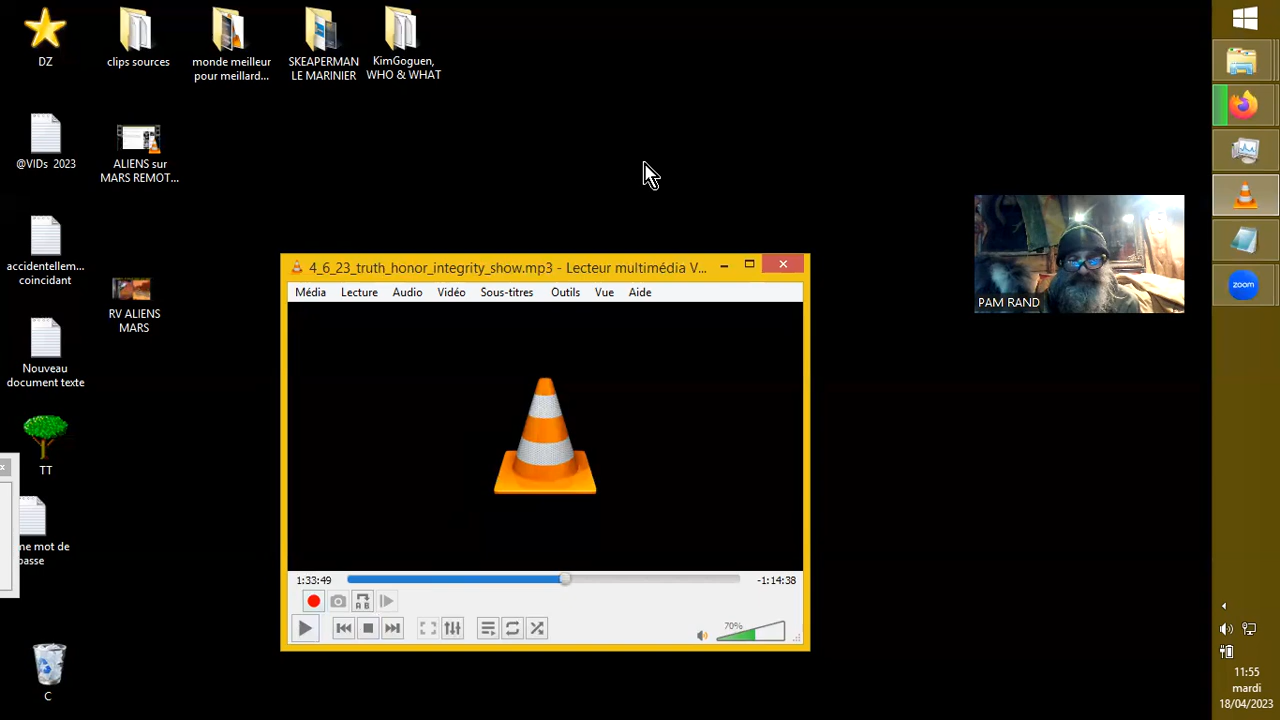 DZ
clips sources
monde meilleur
pour meillard...
SKEAPERMAN
LE MARINIER
KimGoguen,
WHO & WHAT
@VIDs 2023
ALIENS sur
MARS REMOT...
accidentellem...
coincidant
RV ALIENS
MARS
Nouveau
document texte
TT
me mot de
passe
C
4_6_23_truth_honor_integrity_show.mp3 - Lecteur multimédia V...
Média Lecture Audio Vidéo Sous-titres Outils Vue Aide
1:33:49
-1:14:38
A B
70%
PAM RAND
zoom
11:55
mardi
18/04/2023